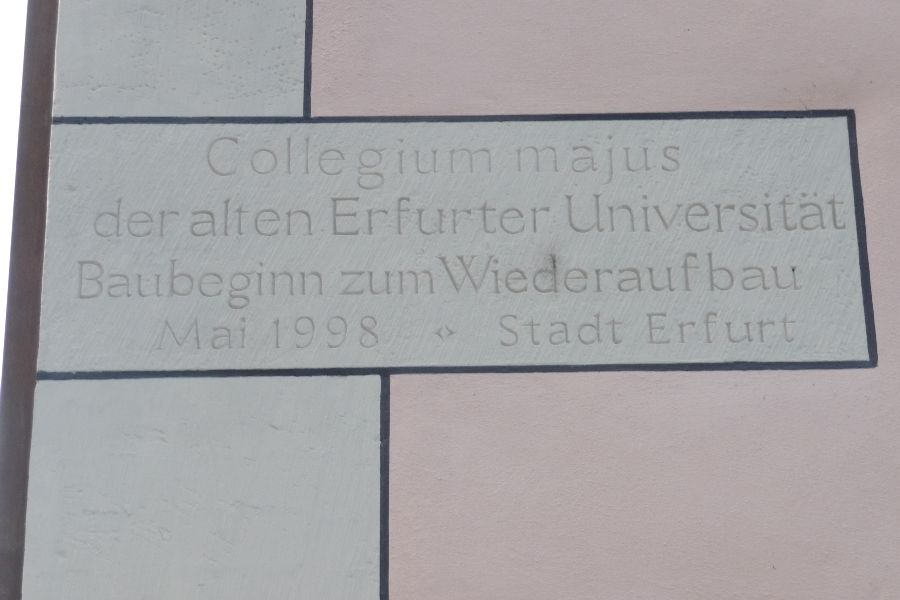 Collegium majus
der alten Erfurter Universität
Baubeginn zum Wiederaufbau
Mai 1998 ‹› Stadt Erfurt